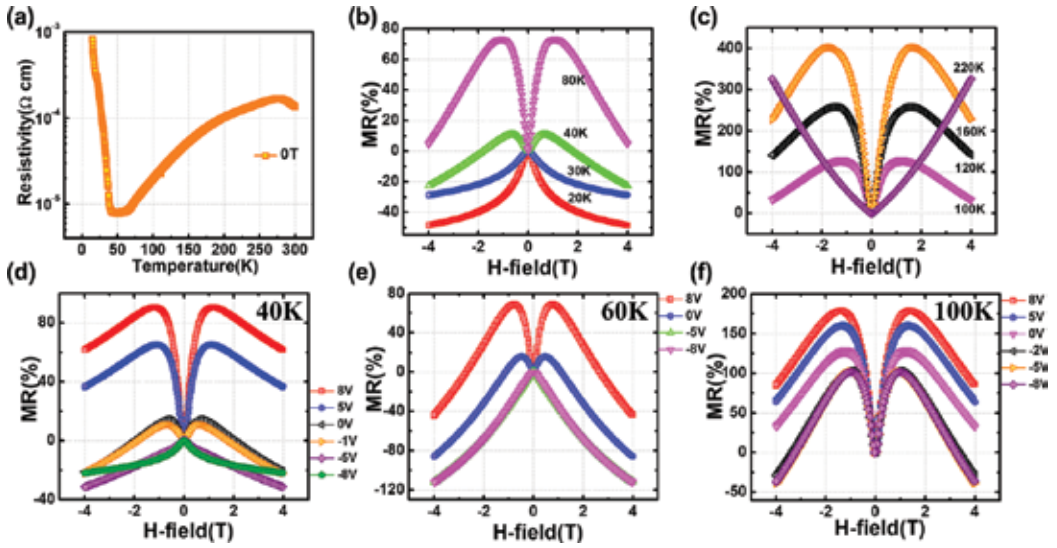 (a)
10⁻³
10⁻⁴
10⁻⁵
Resistivity(Ω cm)
0T
0 50 100 150 200 250 300
Temperature(K)
(b)
80
60
40
20
0
-20
-40
MR(%)
80K
40K
30K
20K
-4 -2 0 2 4
H-field(T)
(c)
400
300
200
100
0
MR(%)
220K
160K
120K
100K
-4 -2 0 2 4
H-field(T)
(d)
40K
80
40
0
-40
MR(%)
8V
5V
0V
-1V
-5V
-8V
-4 -2 0 2 4
H-field(T)
(e)
60K
80
40
0
-40
-80
-120
MR(%)
8V
0V
-5V
-8V
-4 -2 0 2 4
H-field(T)
(f)
100K
200
150
100
50
0
-50
MR(%)
8V
5V
0V
-2V
-5V
-8V
-4 -2 0 2 4
H-field(T)